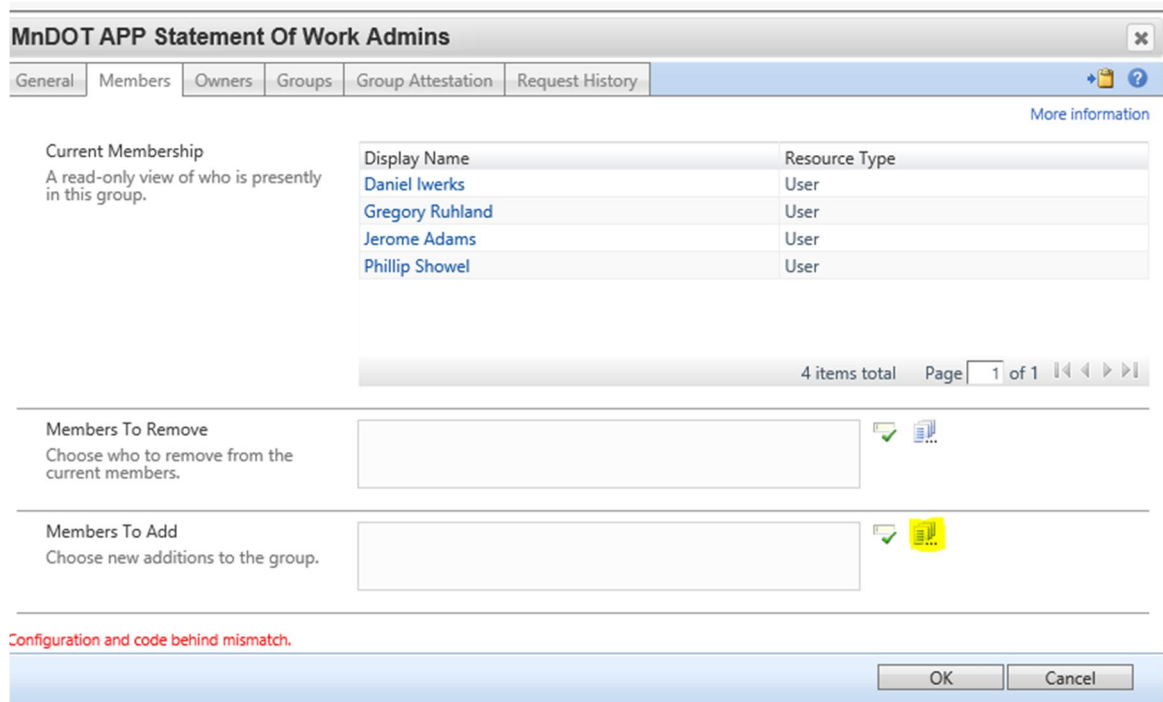 MnDOT APP Statement Of Work Admins
General Members Owners Groups Group Attestation Request History
More information
Current Membership
A read-only view of who is presently
in this group.
Display Name Resource Type
Daniel Iwerks User
Gregory Ruhland User
Jerome Adams User
Phillip Showel User
4 items total Page 1 of 1
Members To Remove
Choose who to remove from the
current members.
Members To Add
Choose new additions to the group.
Configuration and code behind mismatch.
OK Cancel